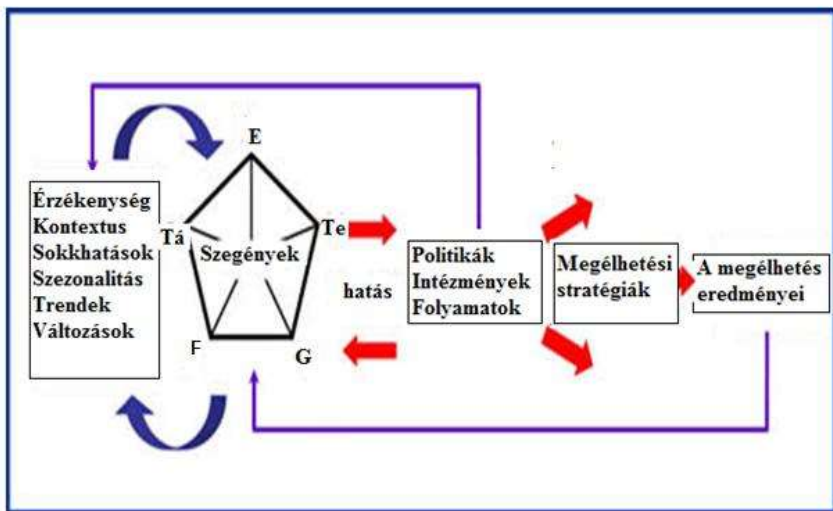 E
Érzékenység
Kontextus
Sokkhatások
Szezonalitás
Trendek
Változások
Tá
Szegények
Te
F
G
hatás
Politikák
Intézmények
Folyamatok
Megélhetési
stratégiák
A megélhetés
eredményei